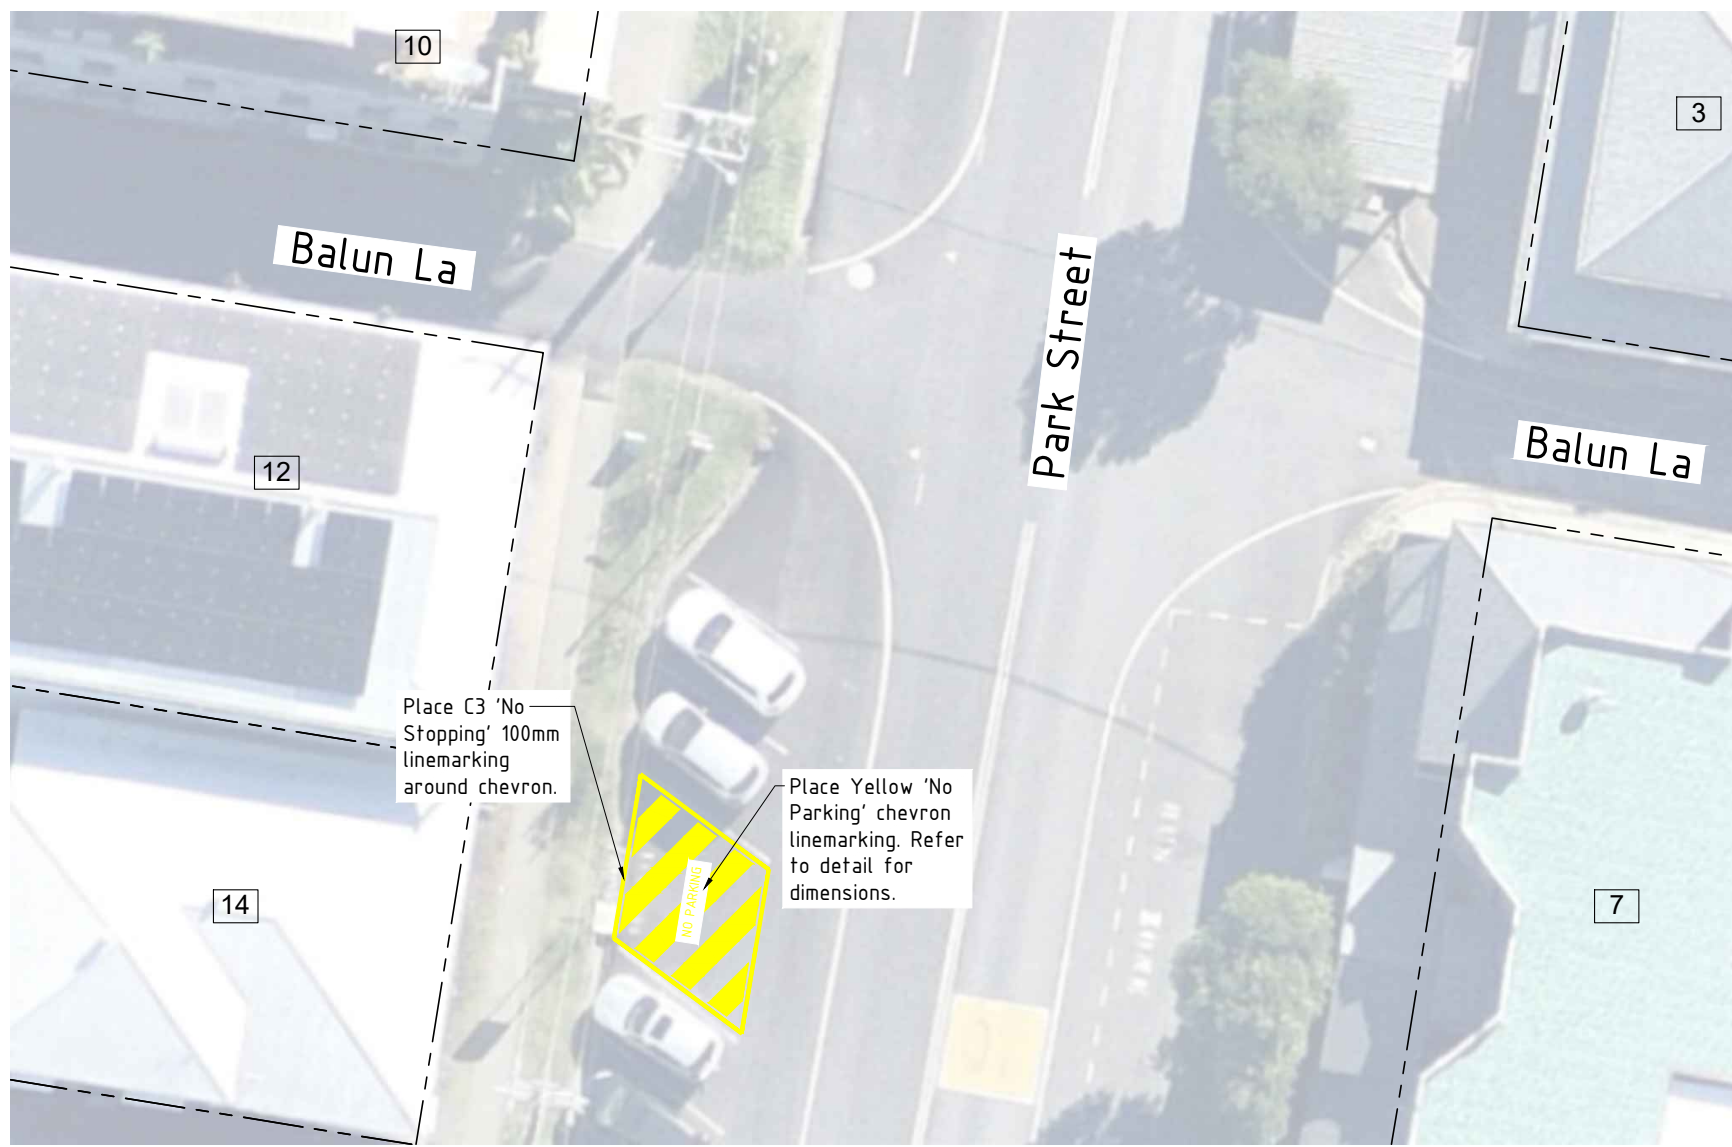 10
3
Balun La
Park Street
Balun La
12
Place C3 'No
Stopping' 100mm
linemarking
around chevron.
Place Yellow 'No
Parking' chevron
linemarking. Refer
to detail for
dimensions.
NO PARKING
14
7